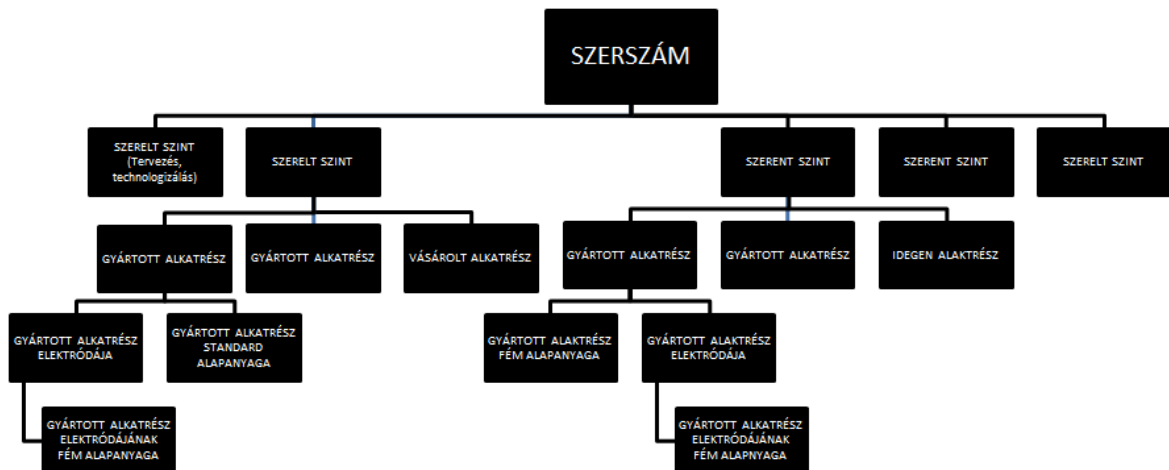 SZERSZÁM
SZERELT SZINT
(Tervezés,
technologizálás)
SZERELT SZINT
SZERENT SZINT
SZERENT SZINT
SZERELT SZINT
GYÁRTOTT ALKATRÉSZ
GYÁRTOTT ALKATRÉSZ
VÁSÁROLT ALKATRÉSZ
GYÁRTOTT ALKATRÉSZ
GYÁRTOTT ALKATRÉSZ
IDEGEN ALAKTRÉSZ
GYÁRTOTT ALKATRÉSZ
ELEKTRÓDÁJA
GYÁRTOTT ALKATRÉSZ
STANDARD
ALAPANYAGA
GYÁRTOTT ALAKTRÉSZ
FÉM ALAPANYAGA
GYÁRTOTT ALAKTRÉSZ
ELEKTRÓDÁJA
GYÁRTOTT ALKATRÉSZ
ELEKTRÓDÁJÁNAK
FÉM ALAPANYAGA
GYÁRTOTT ALKATRÉSZ
ELEKTRÓDÁJÁNAK
FÉM ALAPNYAGA